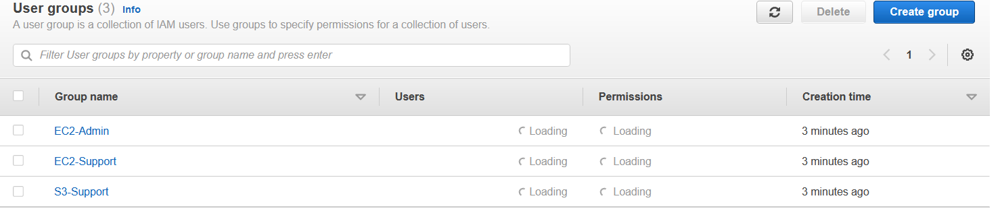 User groups (3) Info
Delete
Create group
A user group is a collection of IAM users. Use groups to specify permissions for a collection of users.
Filter User groups by property or group name and press enter
1
Group name Users Permissions Creation time
EC2-Admin Loading Loading 3 minutes ago
EC2-Support Loading Loading 3 minutes ago
S3-Support Loading Loading 3 minutes ago